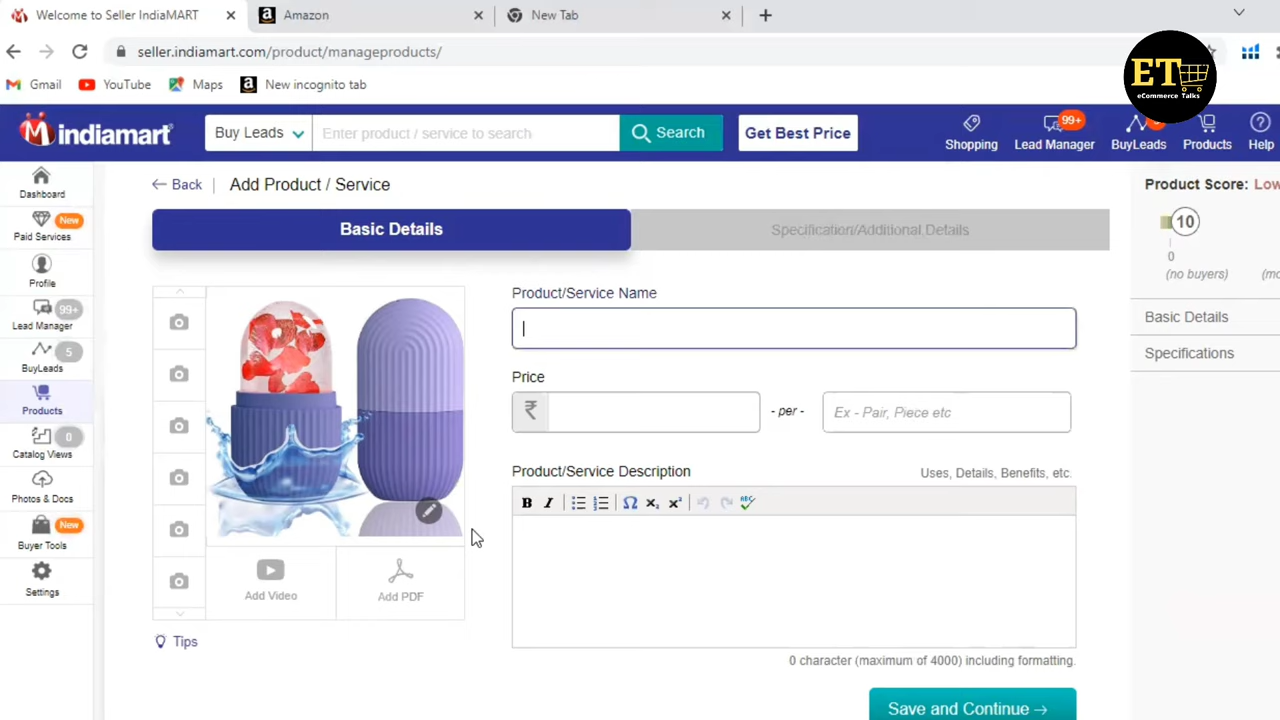 Welcome to Seller IndiaMART
Amazon
New Tab
seller.indiamart.com/product/manageproducts/
Gmail
YouTube
Maps
New incognito tab
ET
eCommerce Talks
indiamart
Buy Leads
Enter product / service to search
Search
Get Best Price
Shopping
99+
Lead Manager
BuyLeads
Products
Help
Dashboard
New
Paid Services
Profile
99+
Lead Manager
5
BuyLeads
Products
0
Catalog Views
Photos & Docs
New
Buyer Tools
Settings
Back
Add Product / Service
Basic Details
Specification/Additional Details
Add Video
Add PDF
Tips
Product/Service Name
Price
₹
- per -
Ex - Pair, Piece etc
Product/Service Description
Uses, Details, Benefits, etc.
B I Ω x₂ x² ABC
0 character (maximum of 4000) including formatting.
Save and Continue →
Product Score: Low
10
0
(no buyers)
Basic Details
Specifications